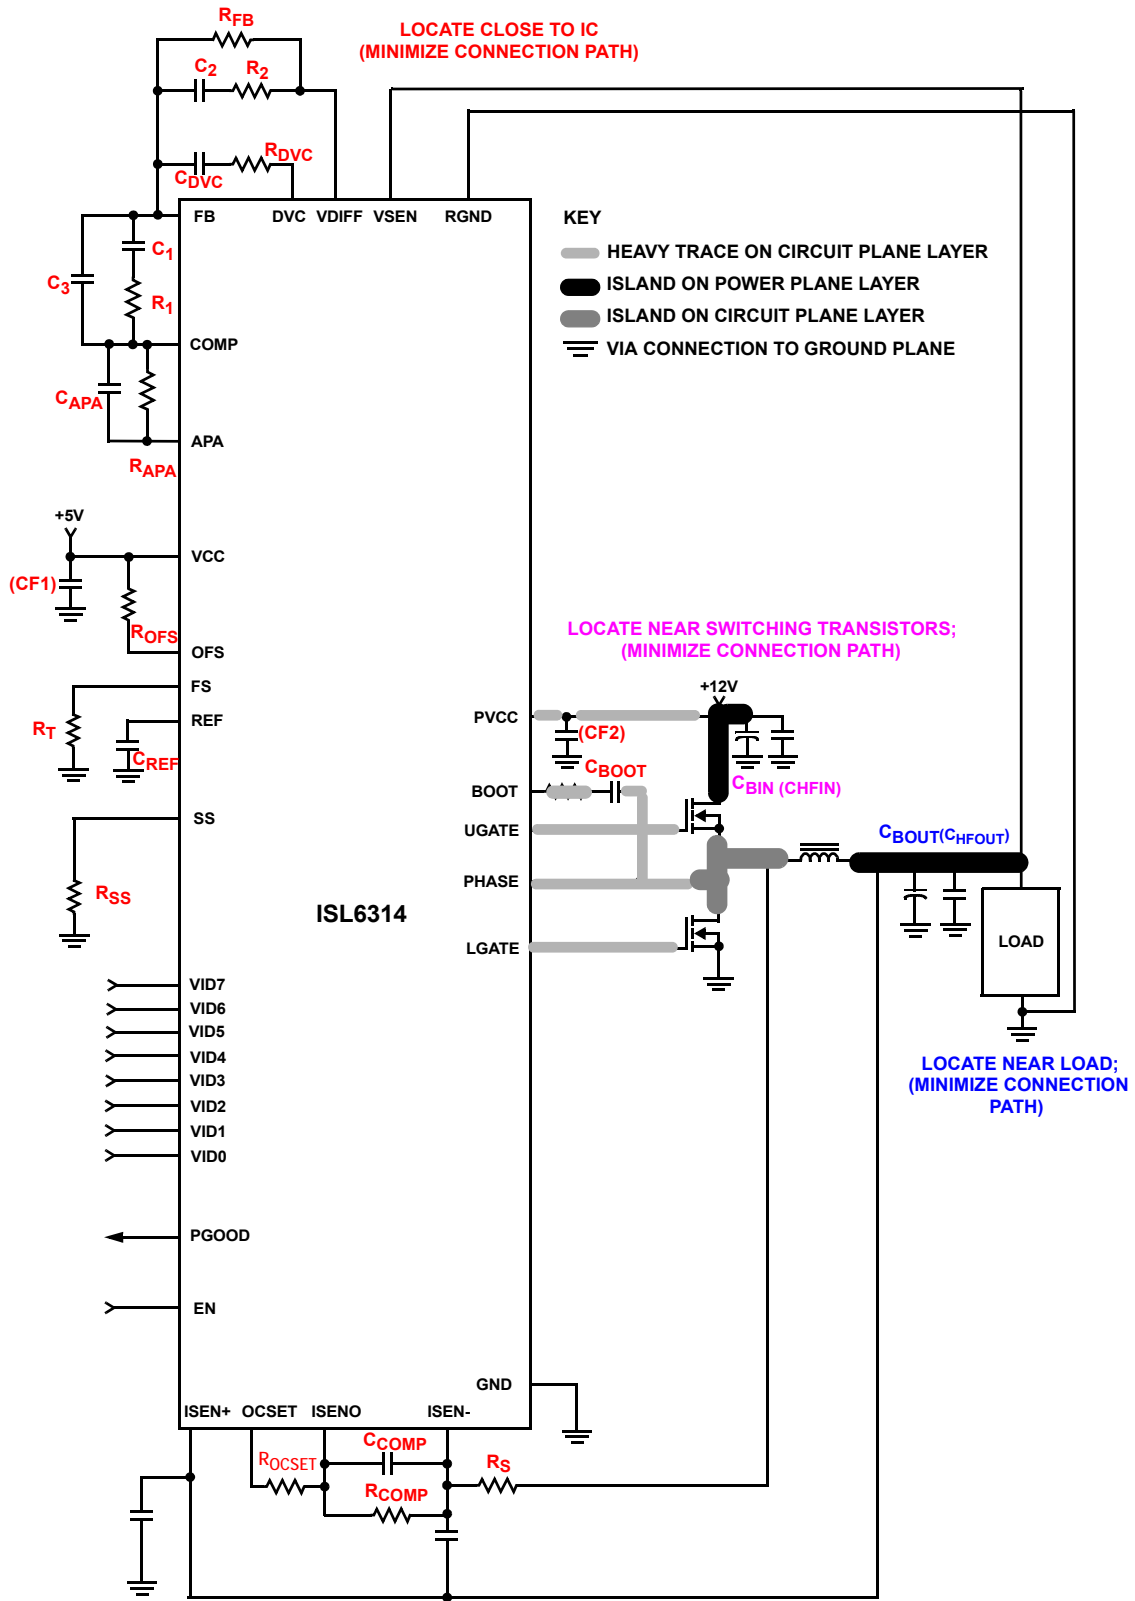 RFB
LOCATE CLOSE TO IC
(MINIMIZE CONNECTION PATH)
C2
R2
RDVC
CDVC
FB
DVC
VDIFF
VSEN
RGND
KEY
HEAVY TRACE ON CIRCUIT PLANE LAYER
ISLAND ON POWER PLANE LAYER
ISLAND ON CIRCUIT PLANE LAYER
VIA CONNECTION TO GROUND PLANE
C1
C3
R1
COMP
CAPA
APA
RAPA
+5V
VCC
(CF1)
ROFS
OFS
FS
REF
RT
CREF
SS
RSS
LOCATE NEAR SWITCHING TRANSISTORS;
(MINIMIZE CONNECTION PATH)
+12V
PVCC
(CF2)
CBOOT
CBIN (CHFIN)
BOOT
UGATE
CBOUT(CHFOUT)
PHASE
ISL6314
LGATE
LOAD
LOCATE NEAR LOAD;
(MINIMIZE CONNECTION
PATH)
VID7
VID6
VID5
VID4
VID3
VID2
VID1
VID0
PGOOD
EN
GND
ISEN+
OCSET
ISENO
ISEN-
CCOMP
ROCSET
RS
RCOMP